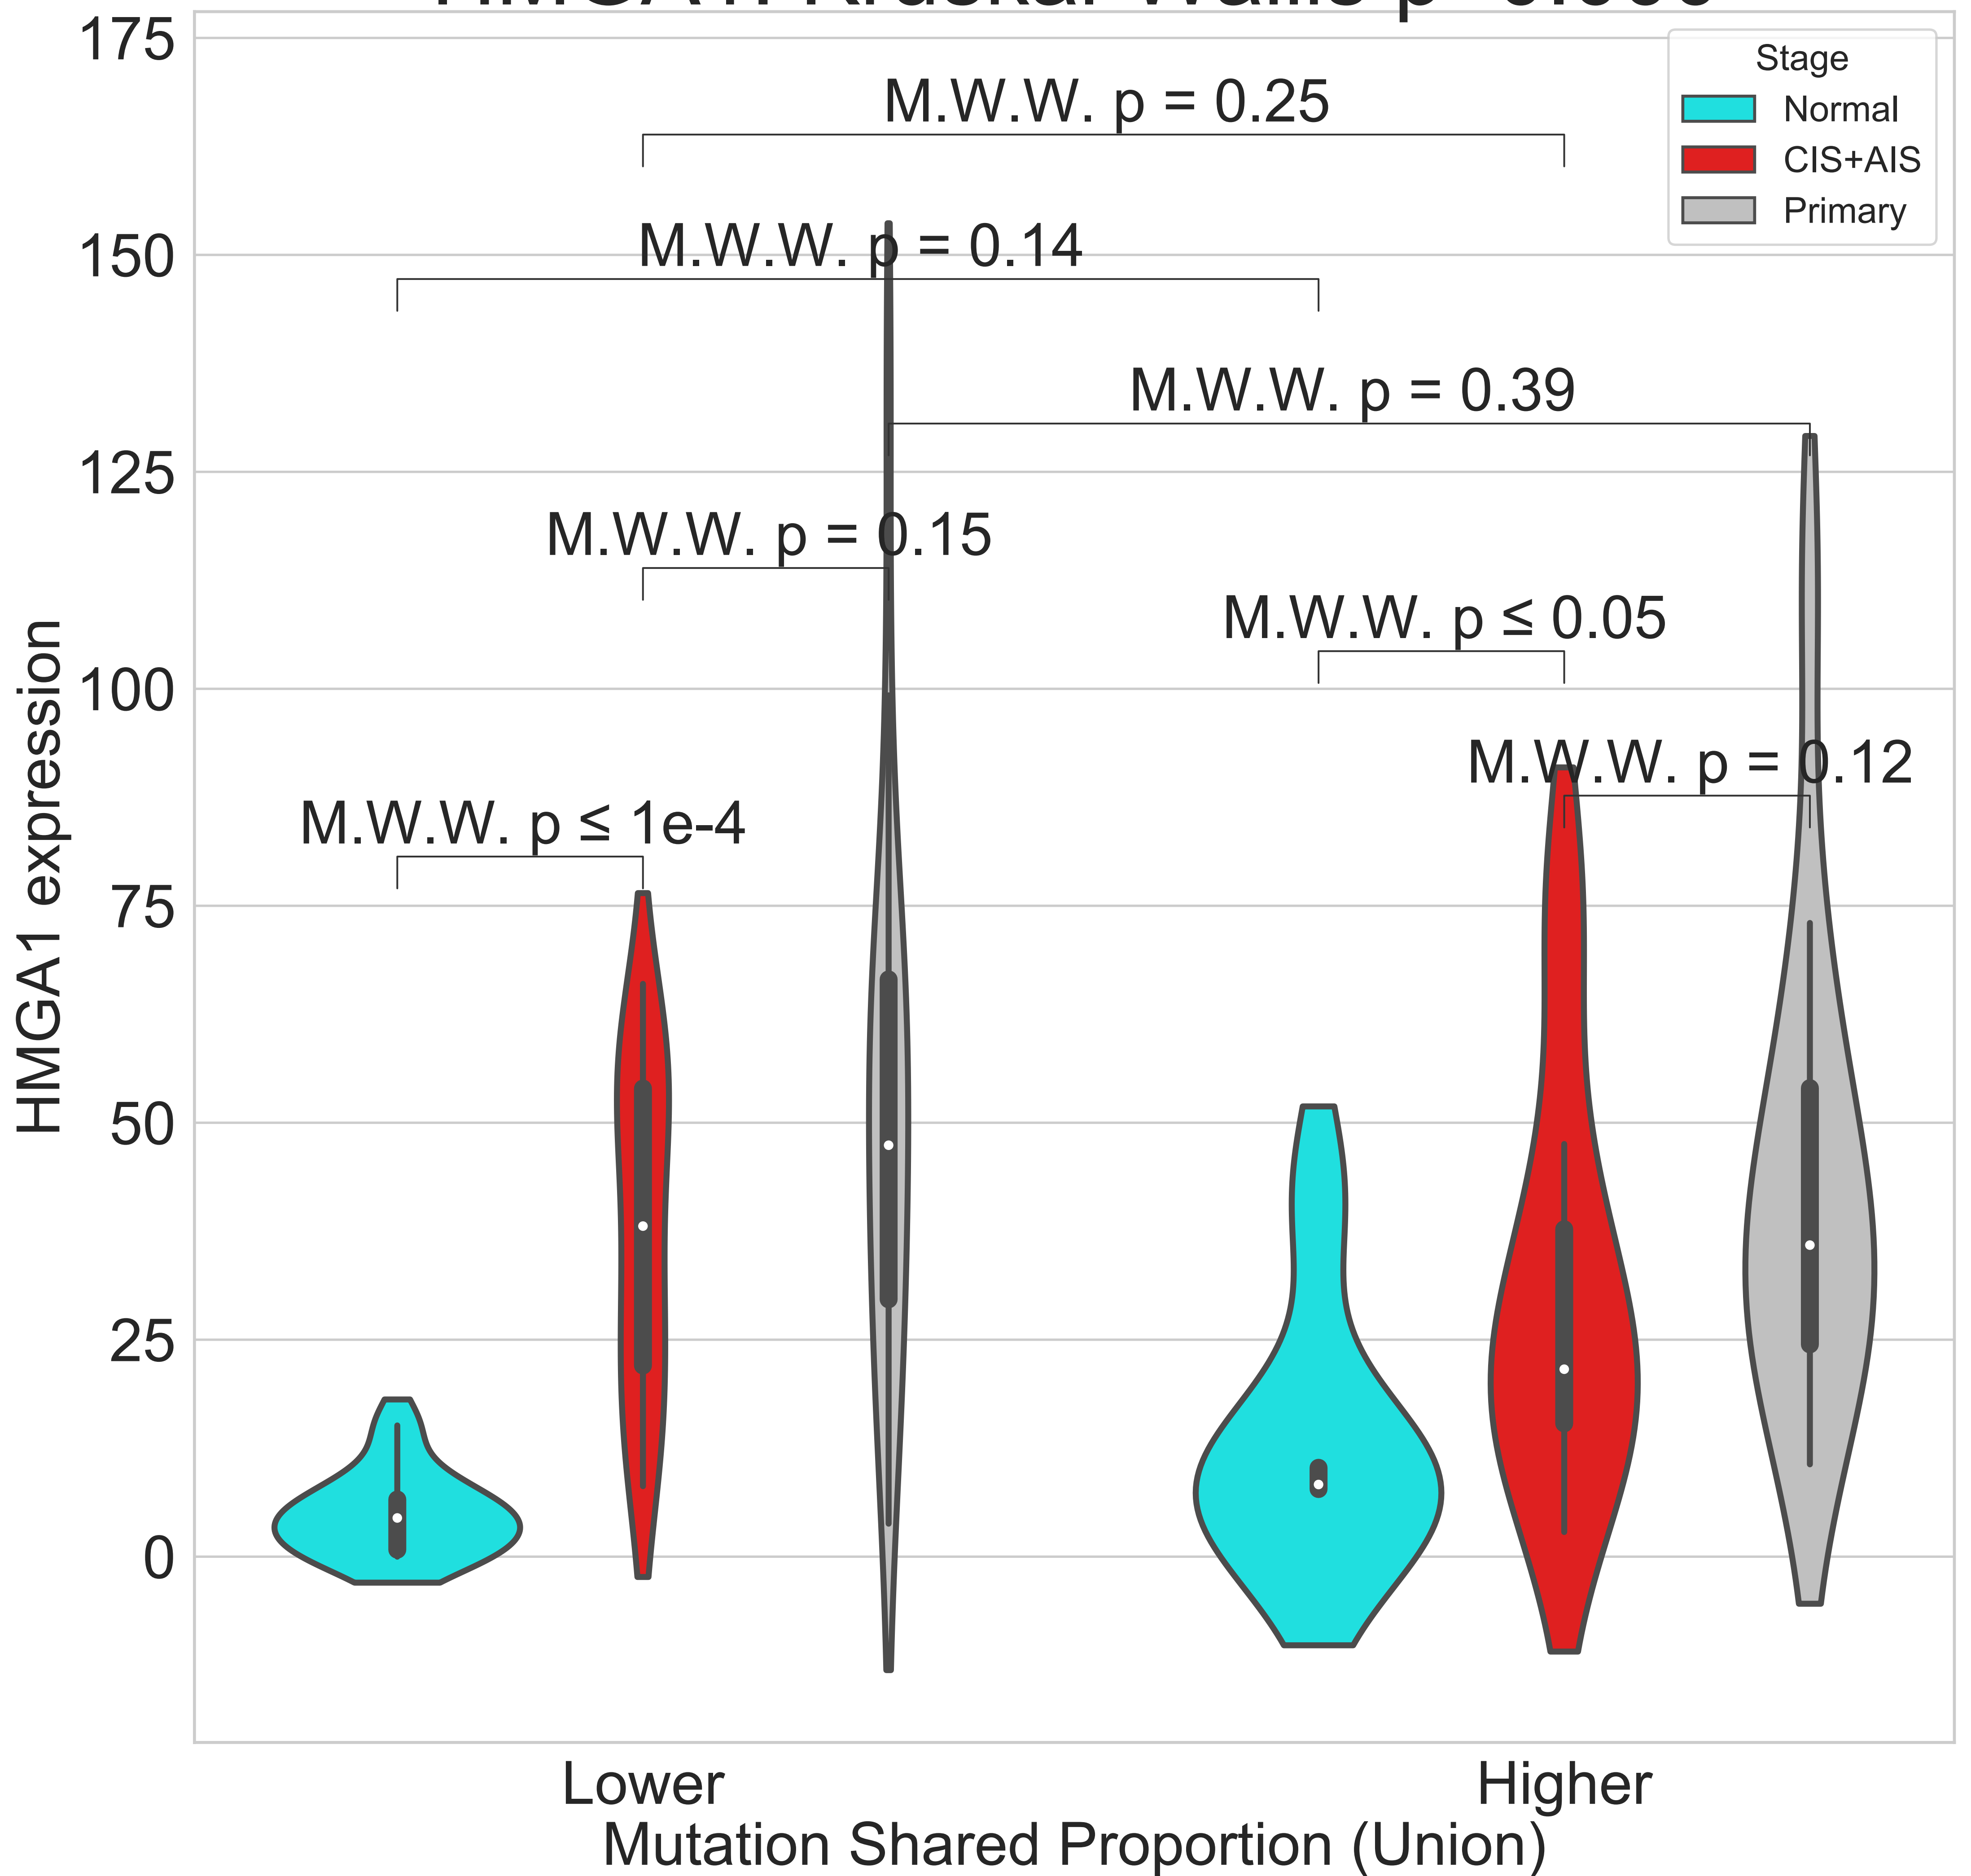 175
150
125
100
75
50
25
0
HMGA1 expression
M.W.W. p = 0.25
M.W.W. p = 0.14
M.W.W. p = 0.39
M.W.W. p = 0.15
M.W.W. p ≤ 0.05
M.W.W. p = 0.12
M.W.W. p ≤ 1e-4
Stage
Normal
CIS+AIS
Primary
Lower
Higher
Mutation Shared Proportion (Union)